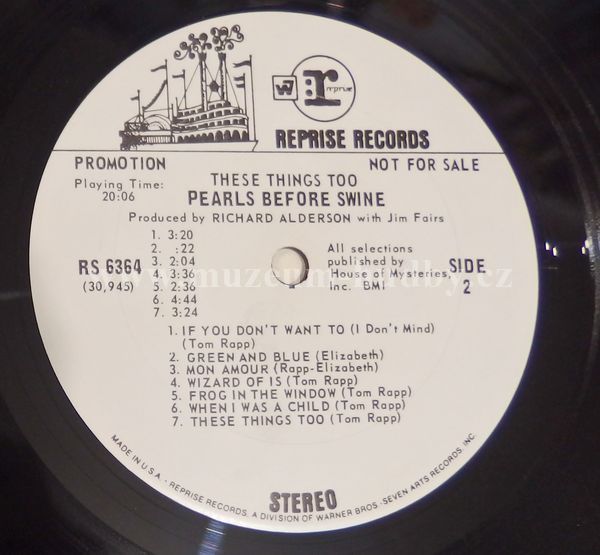 W7 r reprise
REPRISE RECORDS
PROMOTION NOT FOR SALE
Playing Time: 20:06
THESE THINGS TOO
PEARLS BEFORE SWINE
Produced by RICHARD ALDERSON with Jim Fairs
1. 3:20
2. :22
3. 2:04
4. 3:36
5. 2:36
6. 4:44
7. 3:24
RS 6364
(30,945)
All selections
published by
House of Mysteries,
Inc. BMI
SIDE
2
1. IF YOU DON'T WANT TO (I Don't Mind)
(Tom Rapp)
2. GREEN AND BLUE (Elizabeth)
3. MON AMOUR (Rapp-Elizabeth)
4. WIZARD OF IS (Tom Rapp)
5. FROG IN THE WINDOW (Tom Rapp)
6. WHEN I WAS A CHILD (Tom Rapp)
7. THESE THINGS TOO (Tom Rapp)
STEREO
MADE IN U.S.A. - REPRISE RECORDS, A DIVISION OF WARNER BROS.-SEVEN ARTS RECORDS, INC.